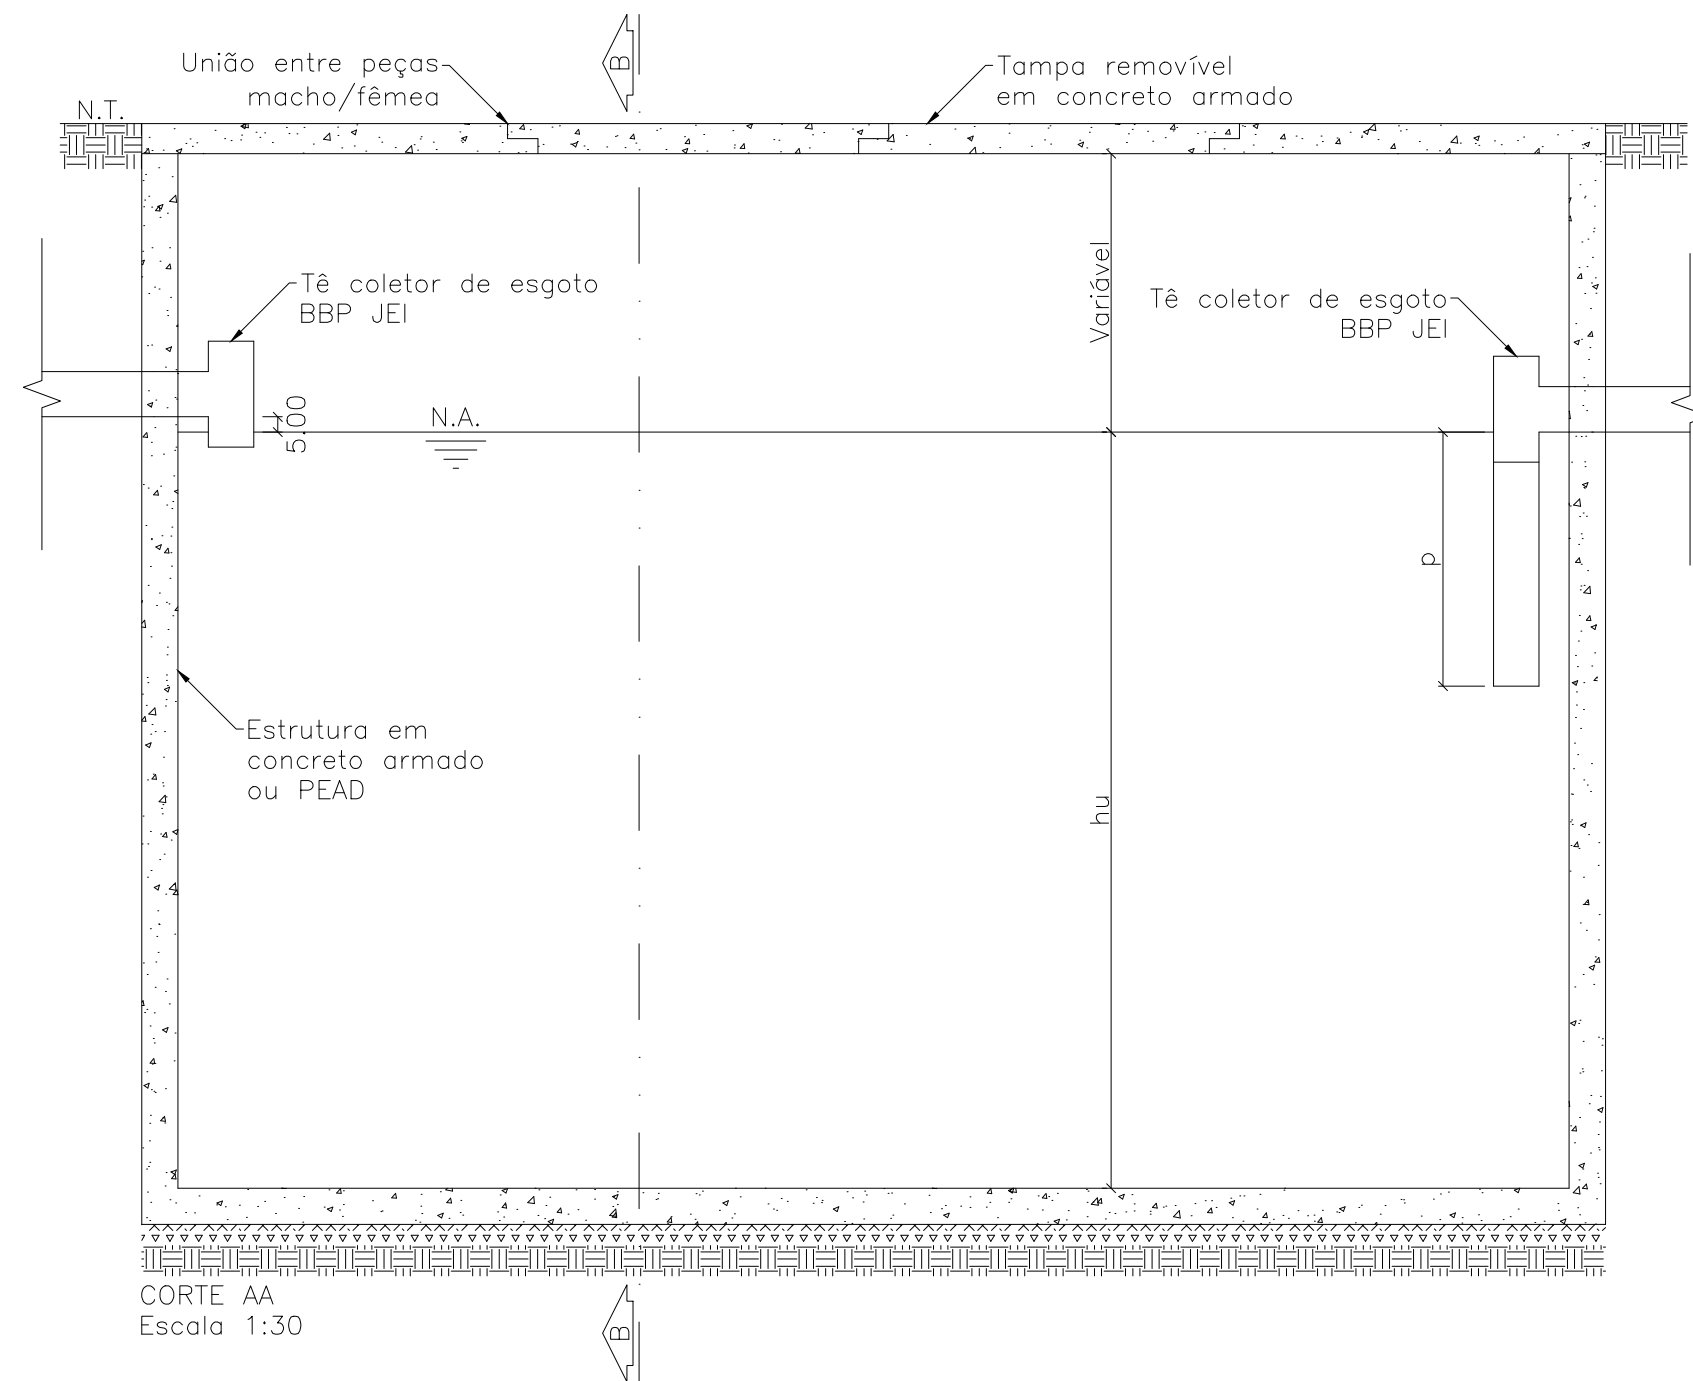 B
União entre peças
macho/fêmea
Tampa removível
em concreto armado
N.T.
Variável
Tê coletor de esgoto
BBP JEI
Tê coletor de esgoto
BBP JEI
5.00
N.A.
p
Estrutura em
concreto armado
ou PEAD
hu
CORTE AA
Escala 1:30
B